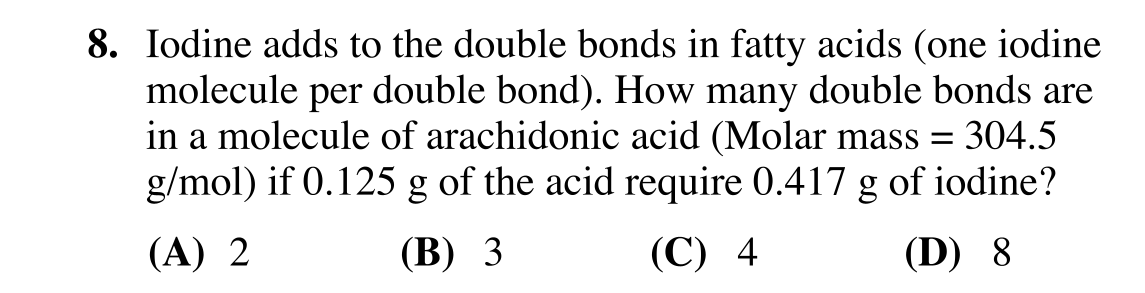 8. Iodine adds to the double bonds in fatty acids (one iodine
molecule per double bond). How many double bonds are
in a molecule of arachidonic acid (Molar mass = 304.5
g/mol) if 0.125 g of the acid require 0.417 g of iodine?
(A) 2 (B) 3 (C) 4 (D) 8